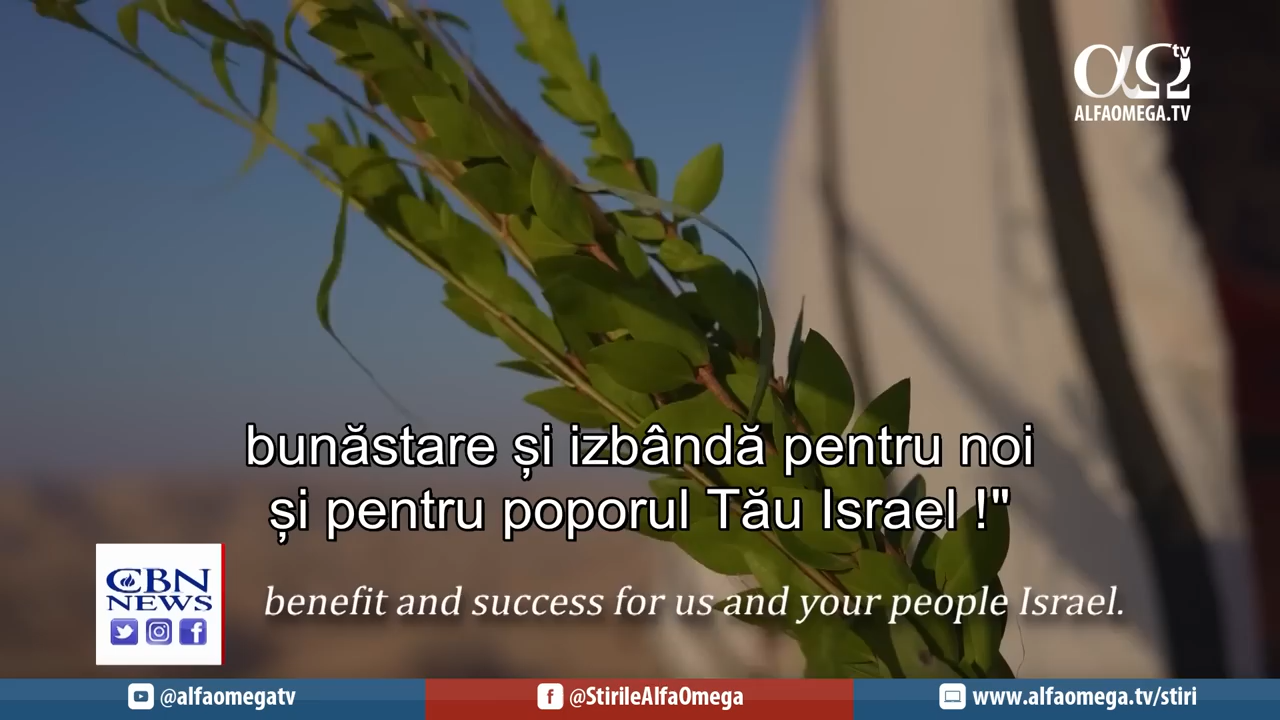 αΩ tv
ALFAOMEGA.TV
bunăstare și izbândă pentru noi
și pentru poporul Tău Israel !"
CBN
NEWS
benefit and success for us and your people Israel.
@alfaomegatv
@StirileAlfaOmega
www.alfaomega.tv/stiri